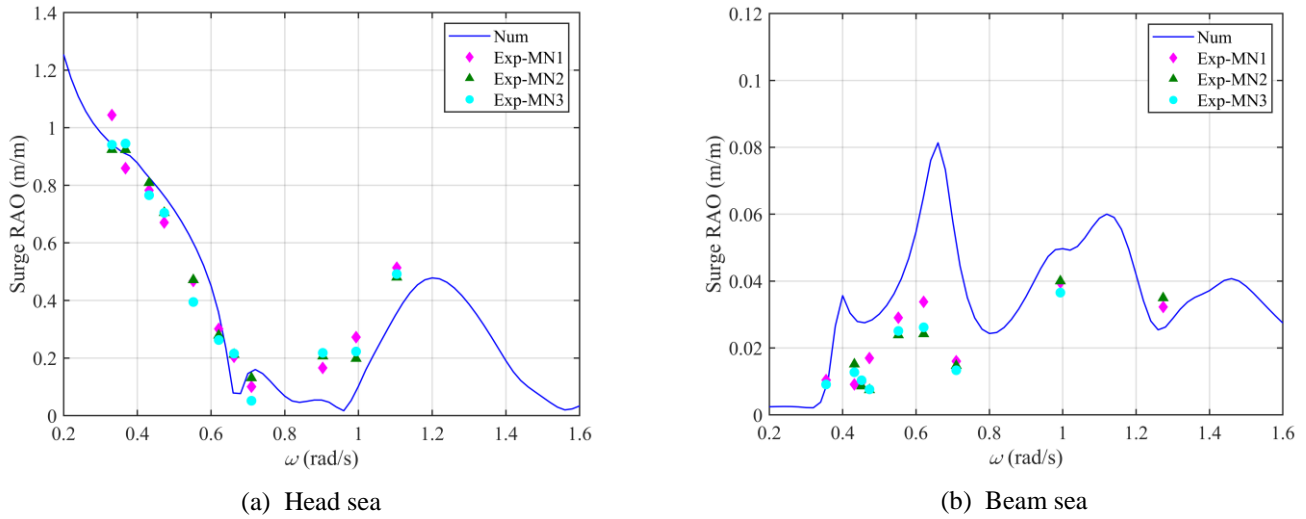 1.4
1.2
1
0.8
0.6
0.4
0.2
0
Surge RAO (m/m)
Num
Exp-MN1
Exp-MN2
Exp-MN3
0.2 0.4 0.6 0.8 1 1.2 1.4 1.6
ω (rad/s)
(a) Head sea
0.12
0.1
0.08
0.06
0.04
0.02
0
Surge RAO (m/m)
Num
Exp-MN1
Exp-MN2
Exp-MN3
0.2 0.4 0.6 0.8 1 1.2 1.4 1.6
ω (rad/s)
(b) Beam sea